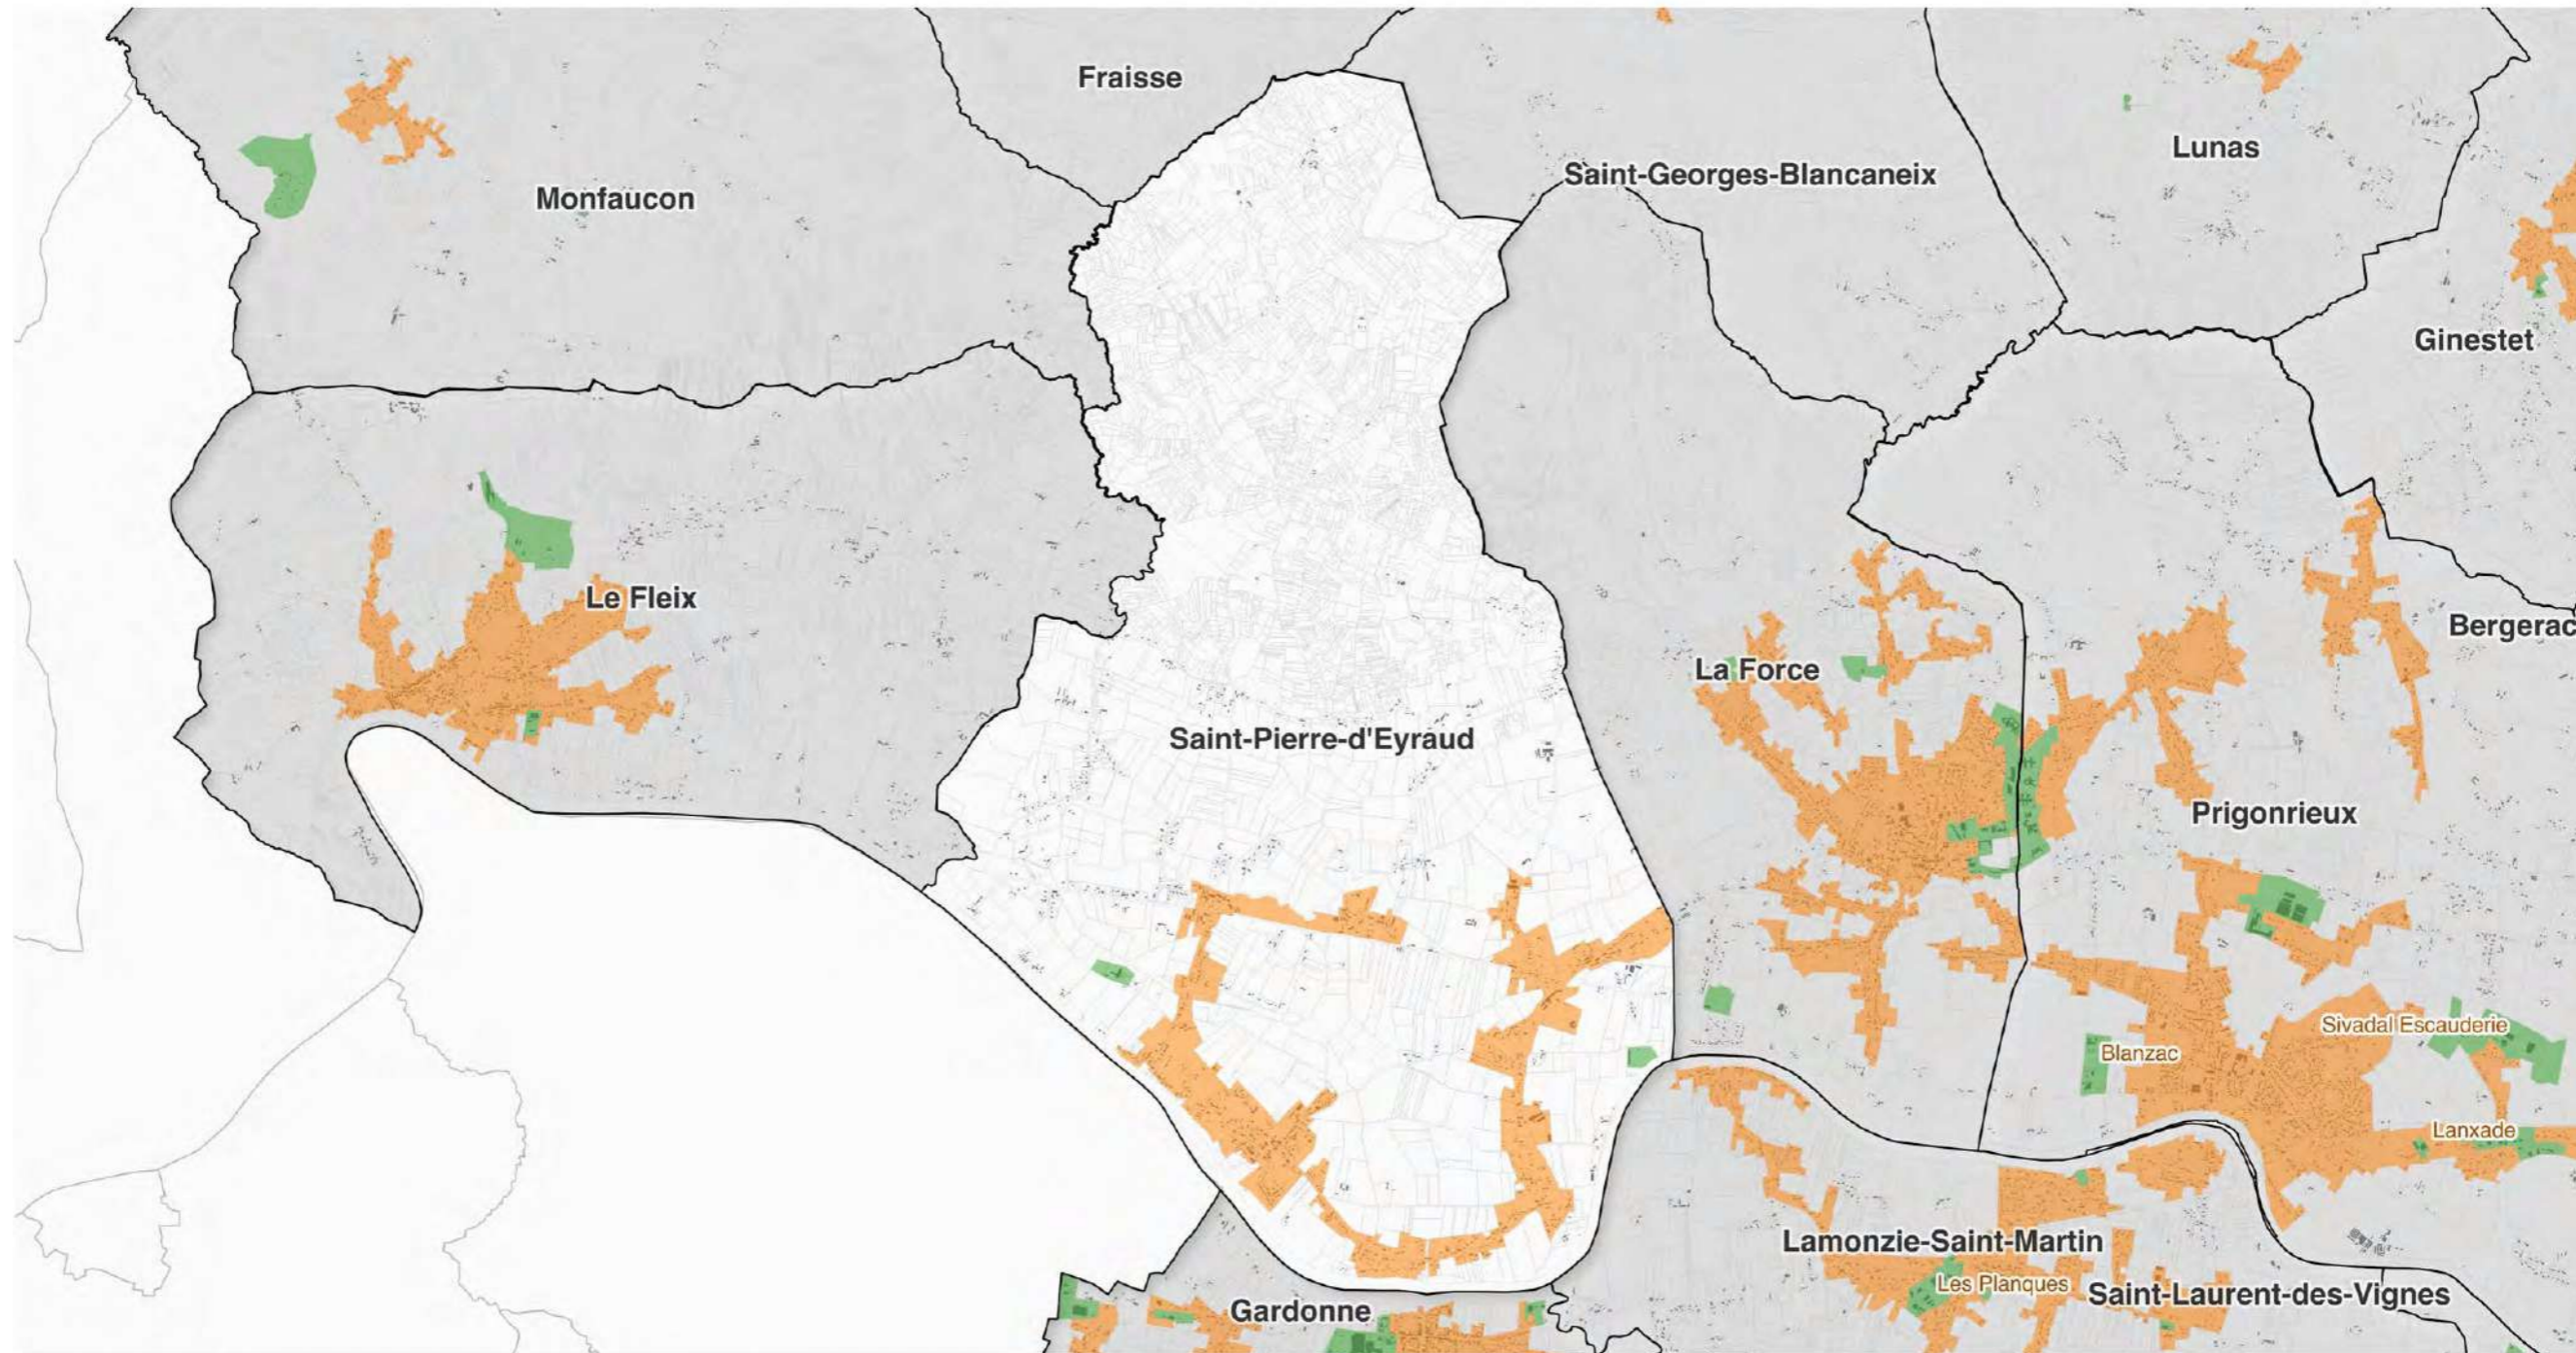 Fraisse
Lunas
Saint-Georges-Blancaneix
Monfaucon
Ginestet
Le Fleix
Bergerac
La Force
Saint-Pierre-d'Eyraud
Prigonrieux
Sivadal Escauderie
Blanzac
Lanxade
Lamonzie-Saint-Martin
Les Planques
Saint-Laurent-des-Vignes
Gardonne